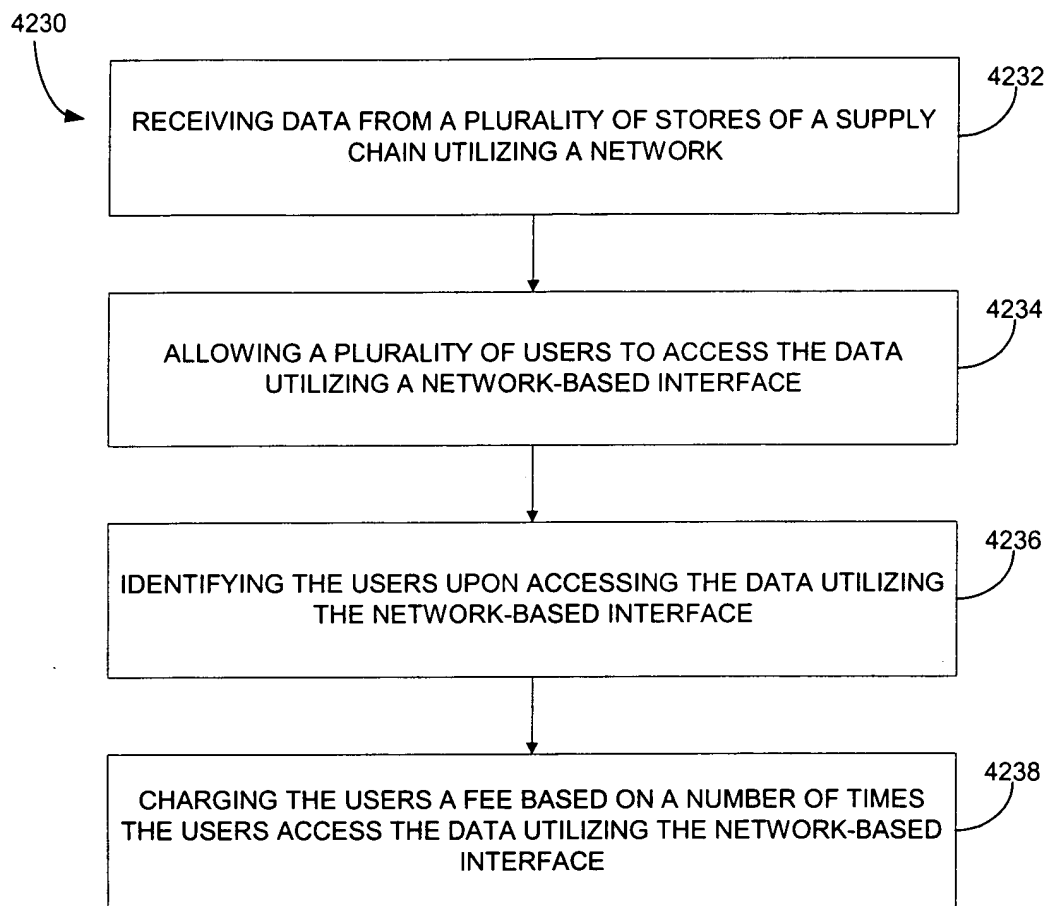 4230
4232
RECEIVING DATA FROM A PLURALITY OF STORES OF A SUPPLY
CHAIN UTILIZING A NETWORK
4234
ALLOWING A PLURALITY OF USERS TO ACCESS THE DATA
UTILIZING A NETWORK-BASED INTERFACE
4236
IDENTIFYING THE USERS UPON ACCESSING THE DATA UTILIZING
THE NETWORK-BASED INTERFACE
4238
CHARGING THE USERS A FEE BASED ON A NUMBER OF TIMES
THE USERS ACCESS THE DATA UTILIZING THE NETWORK-BASED
INTERFACE